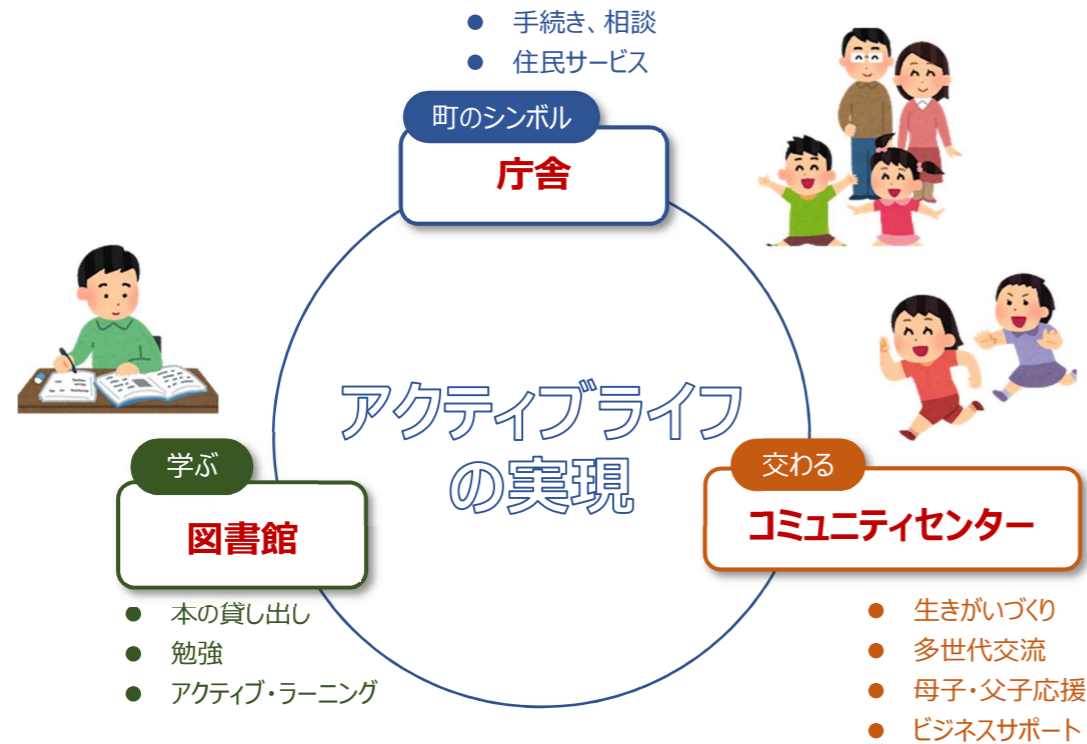 ● 手続き、相談
● 住民サービス
町のシンボル
庁舎
アクティブライフ
の実現
学ぶ
図書館
● 本の貸し出し
● 勉強
● アクティブ・ラーニング
交わる
コミュニティセンター
● 生きがいづくり
● 多世代交流
● 母子・父子応援
● ビジネスサポート